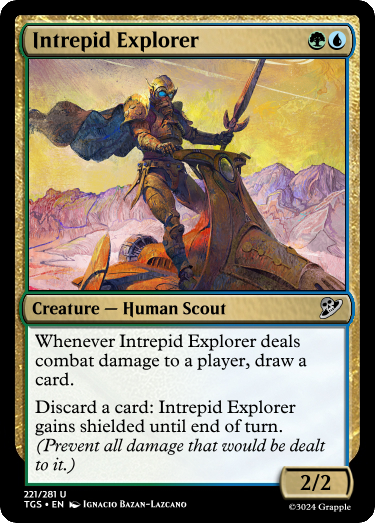 Intrepid Explorer
Creature — Human Scout
Whenever Intrepid Explorer deals
combat damage to a player, draw a
card.
Discard a card: Intrepid Explorer
gains shielded until end of turn.
(Prevent all damage that would be dealt
to it.)
2/2
221/281 U
TGS • EN Ignacio Bazan-Lazcano
©3024 Grapple